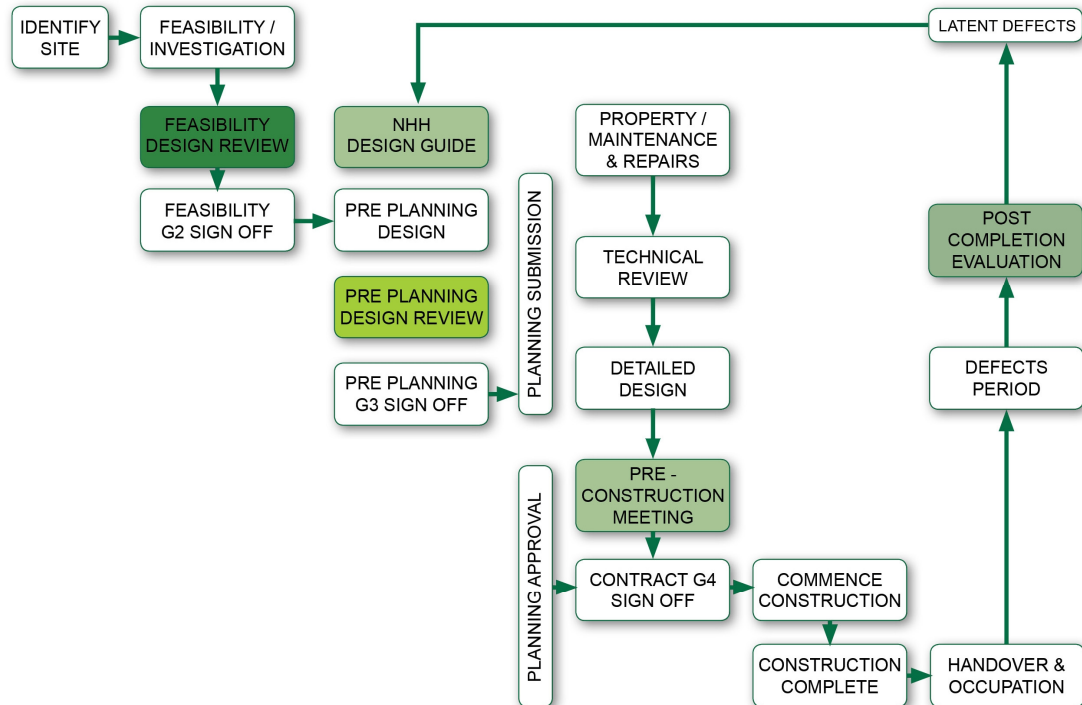 IDENTIFY
SITE
FEASIBILITY /
INVESTIGATION
LATENT DEFECTS
FEASIBILITY
DESIGN REVIEW
NHH
DESIGN GUIDE
PROPERTY /
MAINTENANCE
& REPAIRS
FEASIBILITY
G2 SIGN OFF
PRE PLANNING
DESIGN
PLANNING SUBMISSION
TECHNICAL
REVIEW
POST
COMPLETION
EVALUATION
PRE PLANNING
DESIGN REVIEW
PRE PLANNING
G3 SIGN OFF
DETAILED
DESIGN
DEFECTS
PERIOD
PRE -
CONSTRUCTION
MEETING
PLANNING APPROVAL
CONTRACT G4
SIGN OFF
COMMENCE
CONSTRUCTION
CONSTRUCTION
COMPLETE
HANDOVER &
OCCUPATION